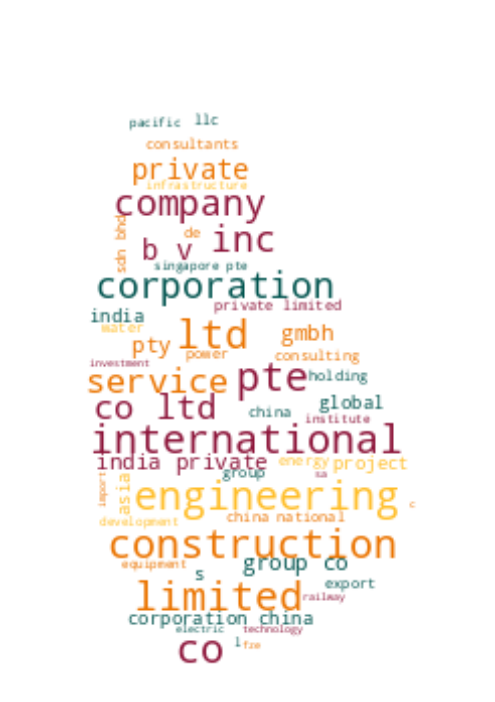 pacific llc
consultants
private
infrastructure
company
sdn bhd
de inc
b v
singapore pte
corporation
private limited
india
water ltd gmbh
pty power consulting
investment
service pte holding
co ltd china global
institute
international
india private energy project
group sa
import asia engineering c
development china national
construction
equipment group co
s export
limited railway
corporation china
electric technology
co l fze